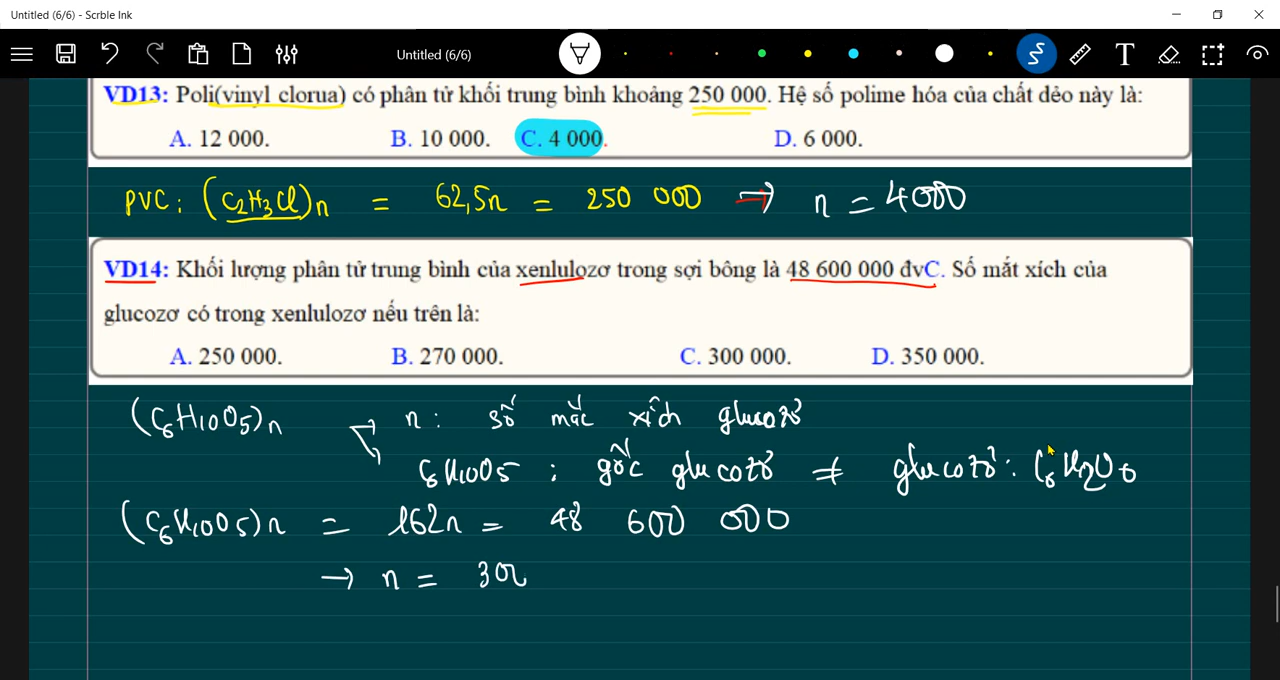 Untitled (6/6) - Scrble Ink
Untitled (6/6)
VD13: Poli(vinyl clorua) có phân tử khối trung bình khoảng 250 000. Hệ số polime hóa của chất dẻo này là:
A. 12 000. B. 10 000. C. 4 000. D. 6 000.
PVC: (C2H3Cl)n = 62,5n = 250 000 → n = 4000
VD14: Khối lượng phân tử trung bình của xenlulozơ trong sợi bông là 48 600 000 đvC. Số mắt xích của
glucozơ có trong xenlulozơ nếu trên là:
A. 250 000. B. 270 000. C. 300 000. D. 350 000.
(C6H10O5)n n: số mắc xích glucozơ
C6H10O5: gốc glucozơ ≠ glucozơ: C6H12O6
(C6H10O5)n = 162n = 48 600 000
→ n = 300